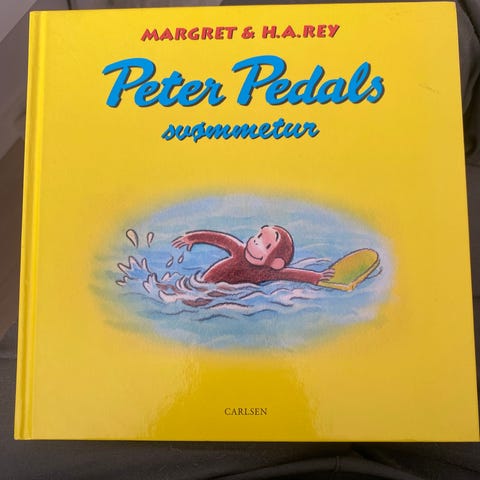 MARGRET & H.A.REY
Peter Pedals
svømmetur
CARLSEN